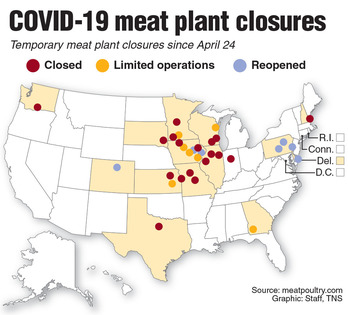 COVID-19 meat plant closures
Temporary meat plant closures since April 24
Closed Limited operations Reopened
R.I.
Conn.
Del.
D.C.
Source: meatpoultry.com
Graphic: Staff, TNS